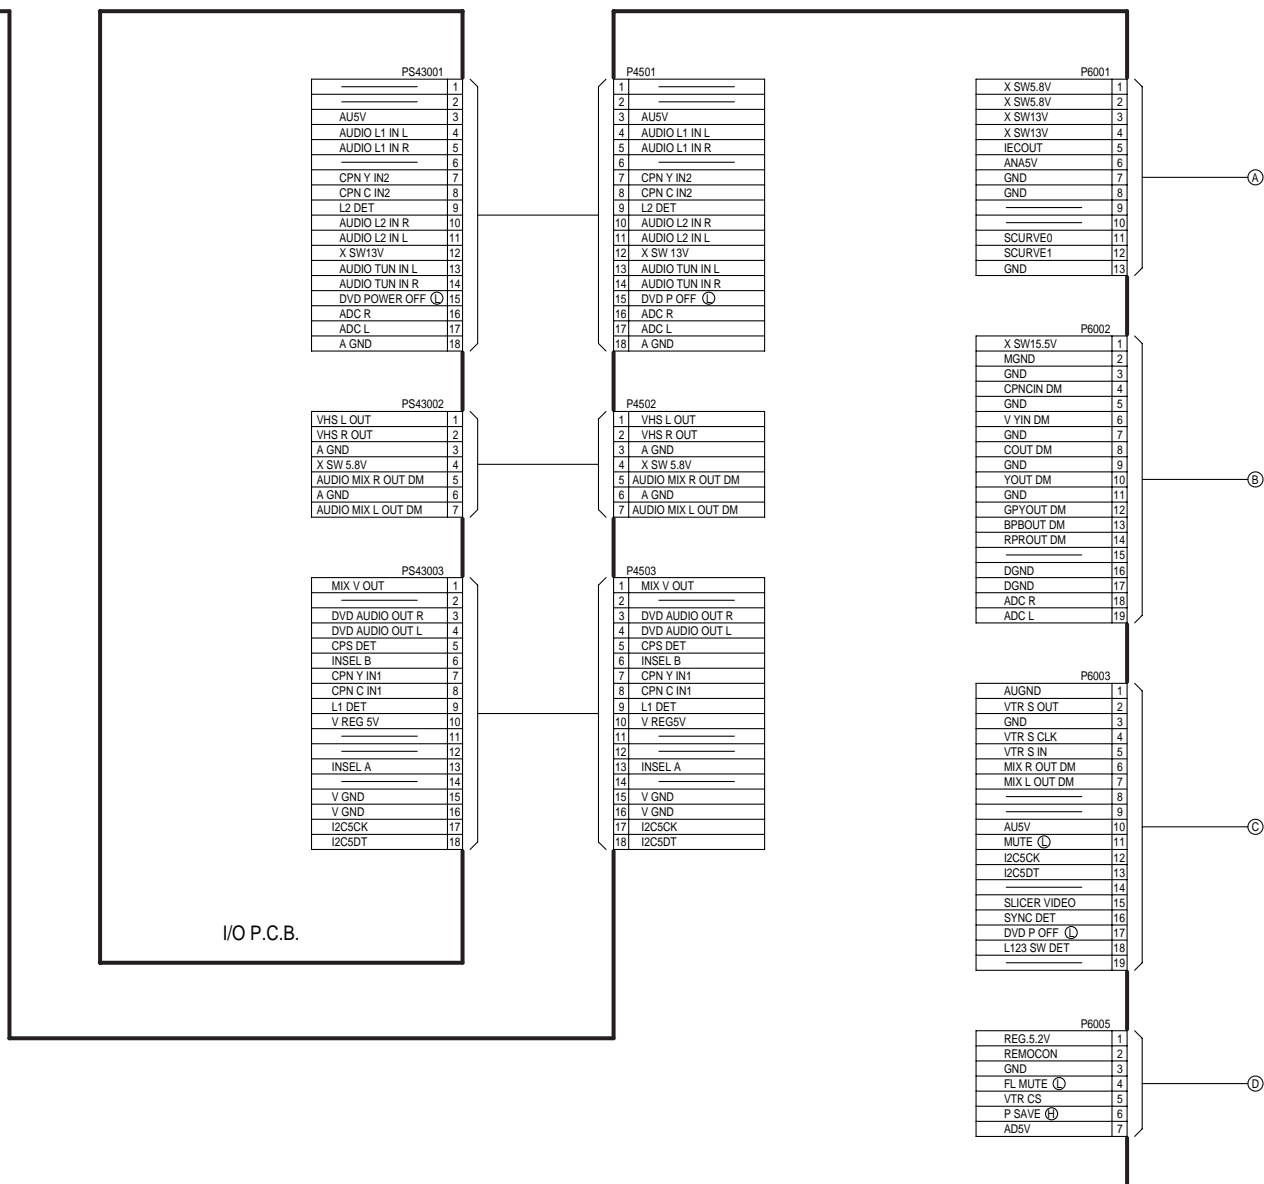 PS43001
1
2
AU5V 3
AUDIO L1 IN L 4
AUDIO L1 IN R 5
6
CPN Y IN2 7
CPN C IN2 8
L2 DET 9
AUDIO L2 IN R 10
AUDIO L2 IN L 11
X SW13V 12
AUDIO TUN IN L 13
AUDIO TUN IN R 14
DVD POWER OFF Ⓛ 15
ADC R 16
ADC L 17
A GND 18
PS43002
VHS L OUT 1
VHS R OUT 2
A GND 3
X SW 5.8V 4
AUDIO MIX R OUT DM 5
A GND 6
AUDIO MIX L OUT DM 7
PS43003
MIX V OUT 1
2
DVD AUDIO OUT R 3
DVD AUDIO OUT L 4
CPS DET 5
INSEL B 6
CPN Y IN1 7
CPN C IN1 8
L1 DET 9
V REG 5V 10
11
12
INSEL A 13
14
V GND 15
V GND 16
I2C5CK 17
I2C5DT 18
I/O P.C.B.
P4501
1
2
3 AU5V
4 AUDIO L1 IN L
5 AUDIO L1 IN R
6
7 CPN Y IN2
8 CPN C IN2
9 L2 DET
10 AUDIO L2 IN R
11 AUDIO L2 IN L
12 X SW 13V
13 AUDIO TUN IN L
14 AUDIO TUN IN R
15 DVD P OFF Ⓛ
16 ADC R
17 ADC L
18 A GND
P4502
1 VHS L OUT
2 VHS R OUT
3 A GND
4 X SW 5.8V
5 AUDIO MIX R OUT DM
6 A GND
7 AUDIO MIX L OUT DM
P4503
1 MIX V OUT
2
3 DVD AUDIO OUT R
4 DVD AUDIO OUT L
5 CPS DET
6 INSEL B
7 CPN Y IN1
8 CPN C IN1
9 L1 DET
10 V REG5V
11
12
13 INSEL A
14
15 V GND
16 V GND
17 I2C5CK
18 I2C5DT
P6001
X SW5.8V 1
X SW5.8V 2
X SW13V 3
X SW13V 4
IECOUT 5
ANA5V 6
GND 7
GND 8
9
10
SCURVE0 11
SCURVE1 12
GND 13
Ⓐ
P6002
X SW15.5V 1
MGND 2
GND 3
CPNCIN DM 4
GND 5
V YIN DM 6
GND 7
COUT DM 8
GND 9
YOUT DM 10
GND 11
GPYOUT DM 12
BPBOUT DM 13
RPROUT DM 14
15
DGND 16
DGND 17
ADC R 18
ADC L 19
Ⓑ
P6003
AUGND 1
VTR S OUT 2
GND 3
VTR S CLK 4
VTR S IN 5
MIX R OUT DM 6
MIX L OUT DM 7
8
9
AU5V 10
MUTE Ⓛ 11
I2C5CK 12
I2C5DT 13
14
SLICER VIDEO 15
SYNC DET 16
DVD P OFF Ⓛ 17
L123 SW DET 18
19
Ⓒ
P6005
REG.5.2V 1
REMOCON 2
GND 3
FL MUTE Ⓛ 4
VTR CS 5
P SAVE Ⓗ 6
AD5V 7
Ⓓ